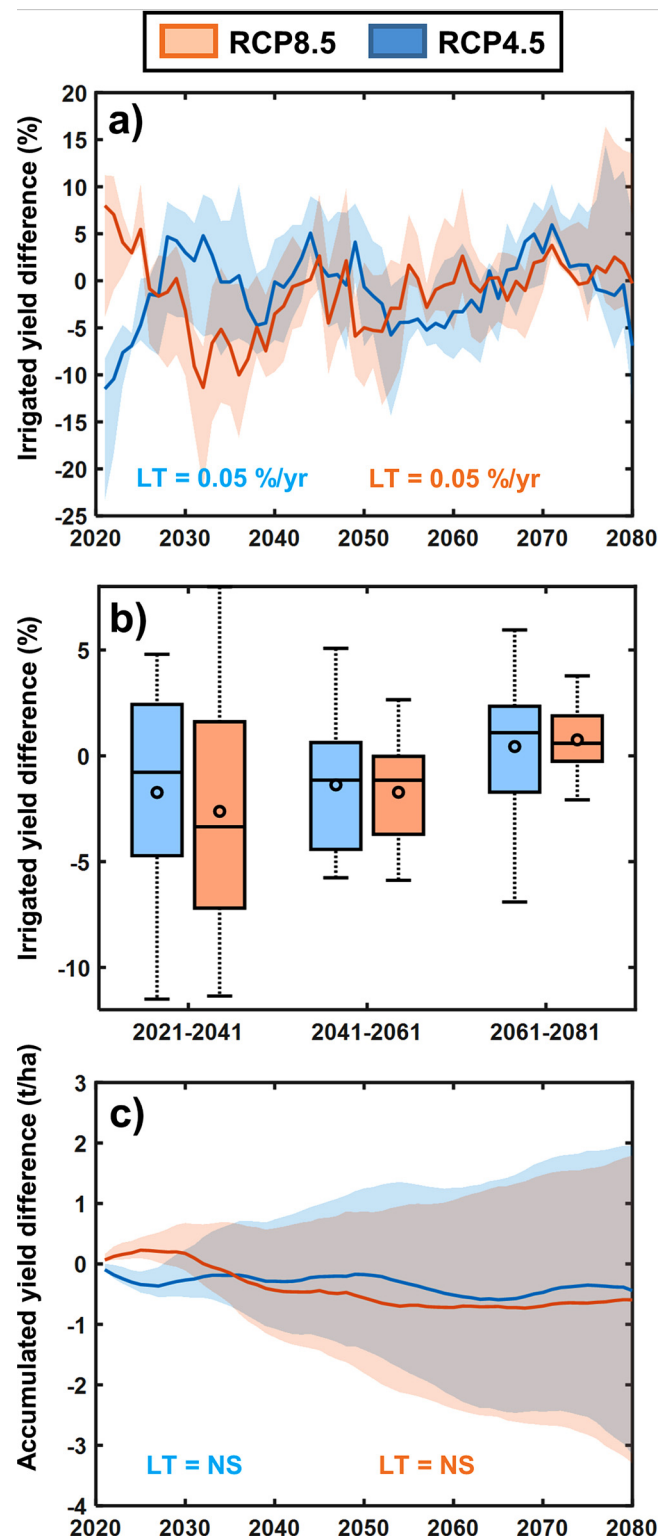 RCP8.5 RCP4.5
a)
Irrigated yield difference (%)
20
15
10
5
0
-5
-10
-15
-20
-25
LT = 0.05 %/yr LT = 0.05 %/yr
2020 2030 2040 2050 2060 2070 2080
b)
Irrigated yield difference (%)
5
0
-5
-10
2021-2041 2041-2061 2061-2081
c)
Accumulated yield difference (t/ha)
3
2
1
0
-1
-2
-3
-4
LT = NS LT = NS
2020 2030 2040 2050 2060 2070 2080